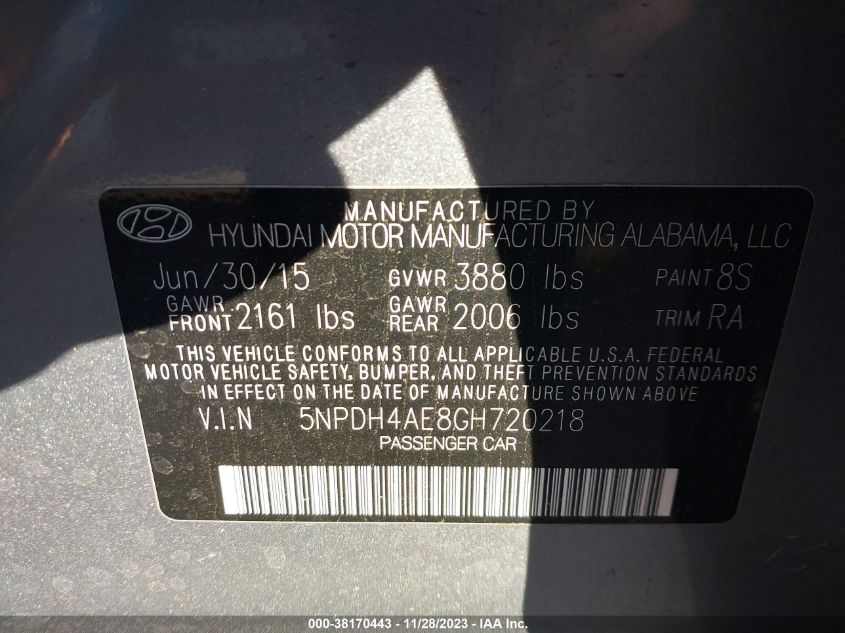 MANUFACTURED BY
HYUNDAI MOTOR MANUFACTURING ALABAMA, LLC
Jun/30/15 GVWR 3880 lbs PAINT 8S
GAWR FRONT 2161 lbs GAWR REAR 2006 lbs TRIM RA
THIS VEHICLE CONFORMS TO ALL APPLICABLE U.S.A. FEDERAL
MOTOR VEHICLE SAFETY, BUMPER, AND THEFT PREVENTION STANDARDS
IN EFFECT ON THE DATE OF MANUFACTURE SHOWN ABOVE
V.I.N 5NPDH4AE8GH720218
PASSENGER CAR
000-38170443 - 11/28/2023 - IAA Inc.